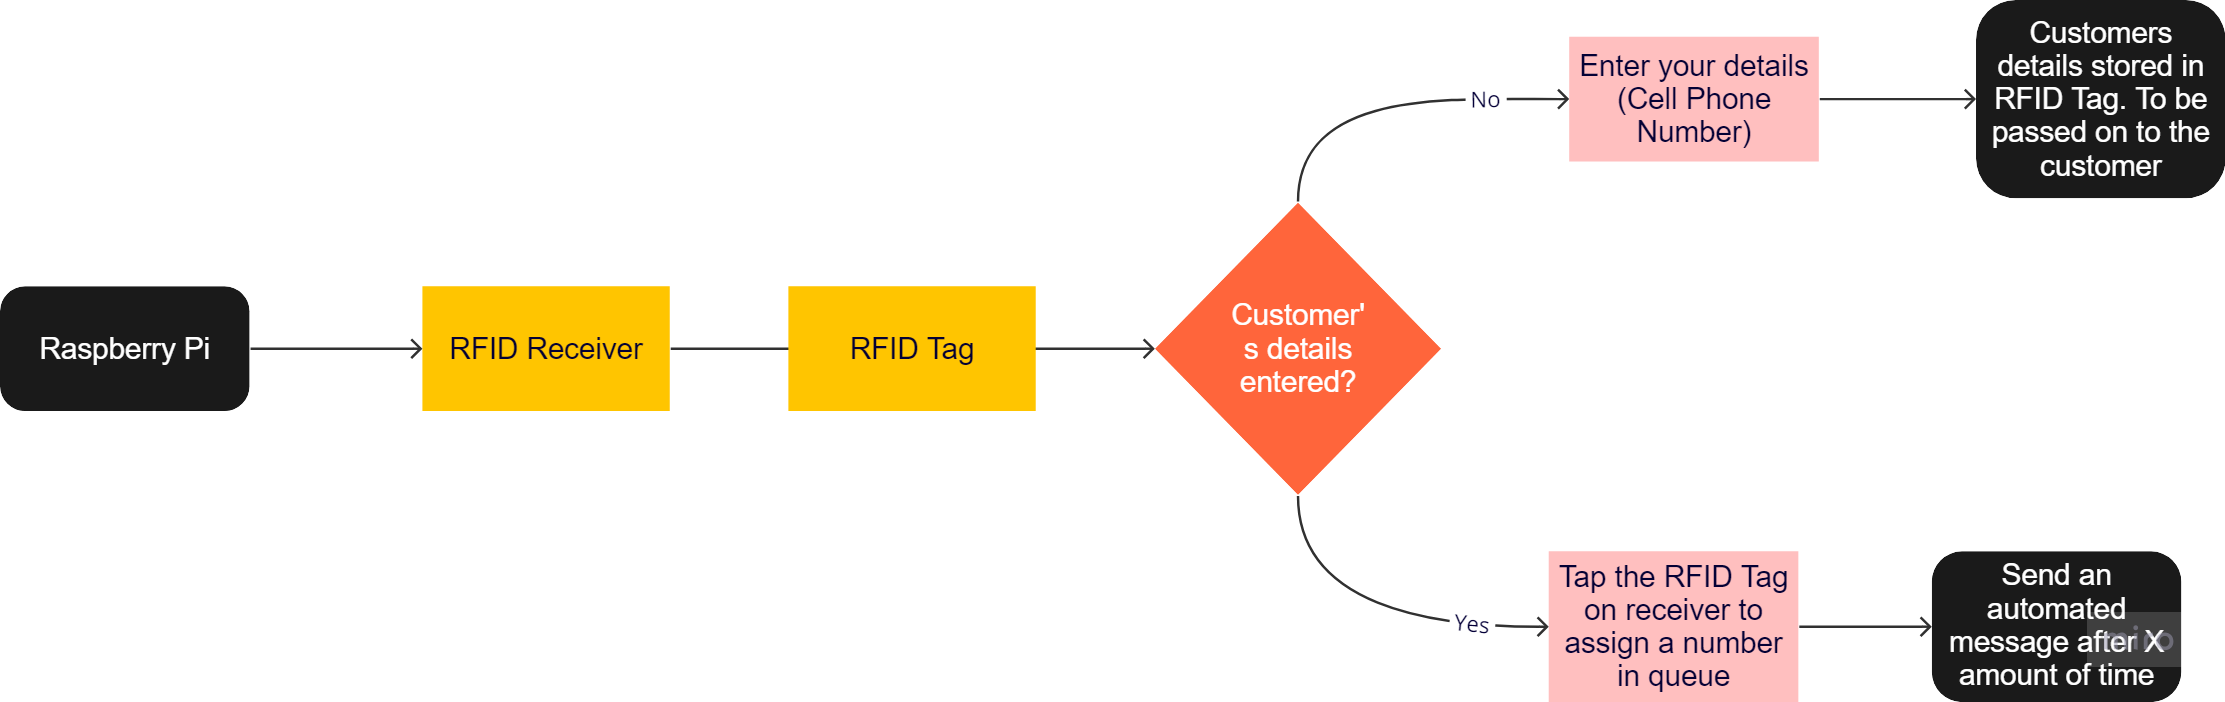 Raspberry Pi
RFID Receiver
RFID Tag
Customer'
s details
entered?
No
Enter your details
(Cell Phone
Number)
Customers
details stored in
RFID Tag. To be
passed on to the
customer
Yes
Tap the RFID Tag
on receiver to
assign a number
in queue
Send an
automated
message after X
amount of time
miro